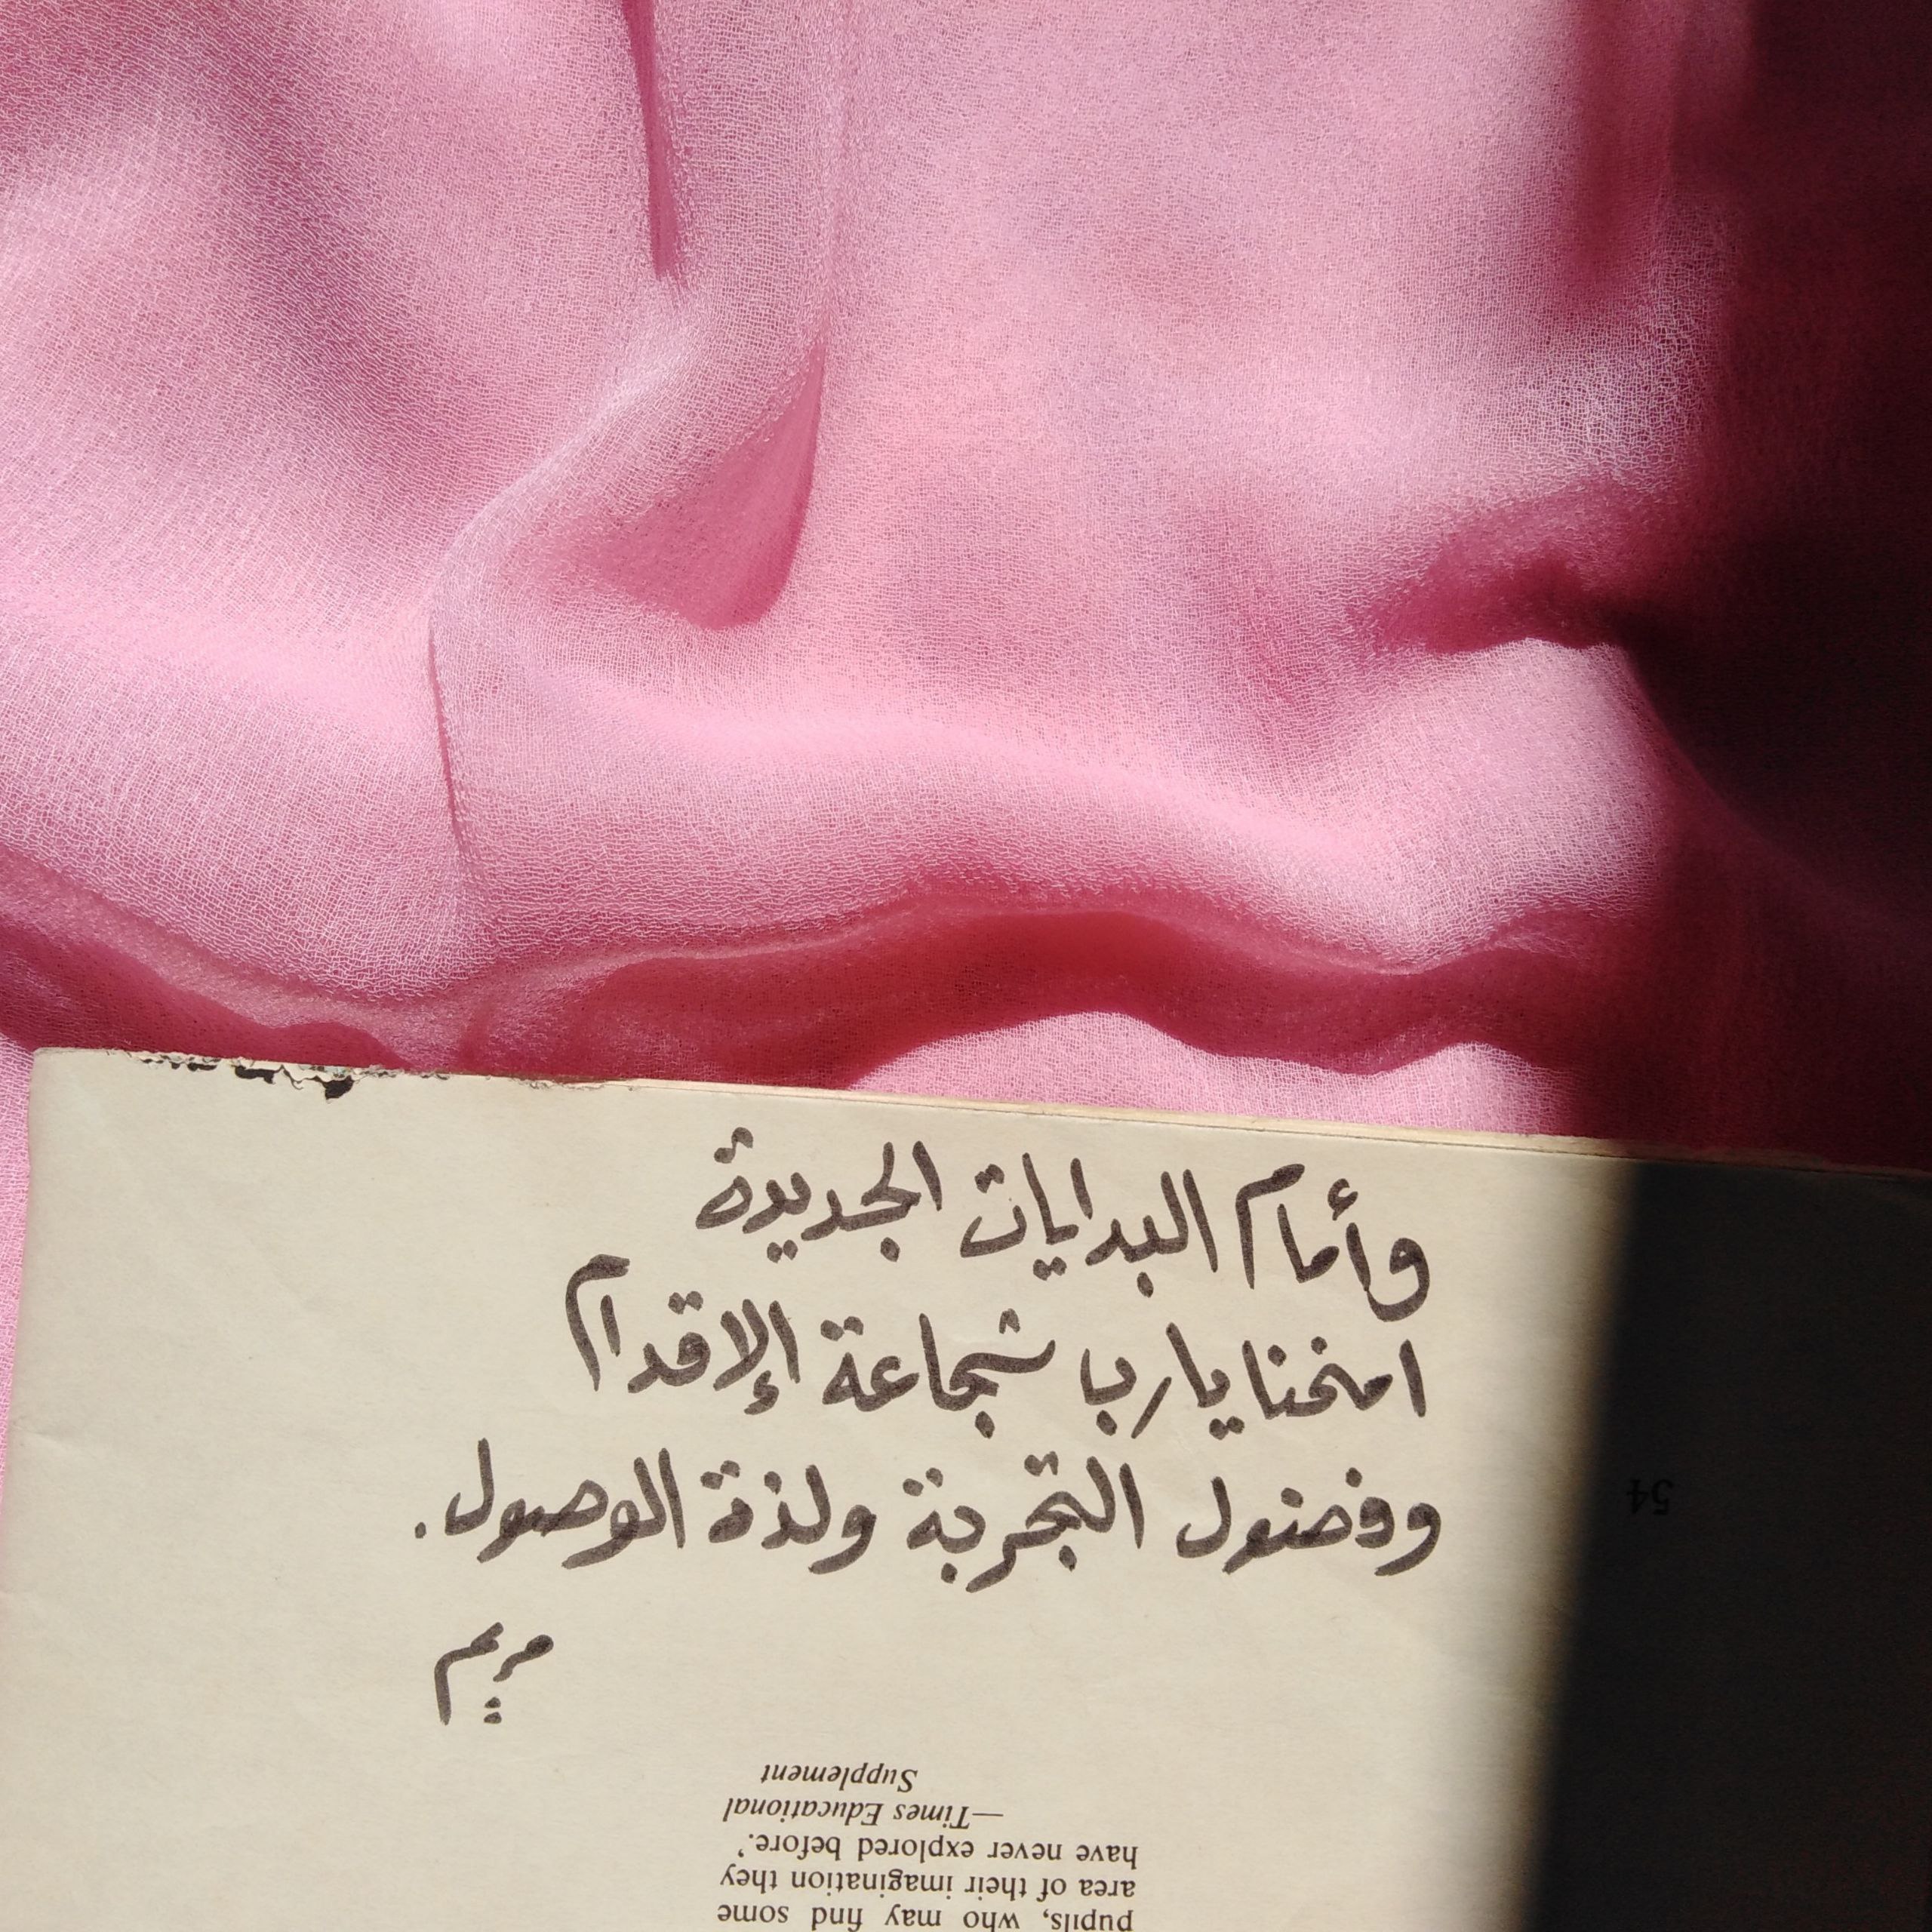 وأمام البدايات الجديدة
امنحنا يارب شجاعة الإقدام
وفضول التجربة ولذة الوصول.
مريم
54
pupils, who may find some
area of their imagination they
have never explored before.’
—Times Educational
Supplement